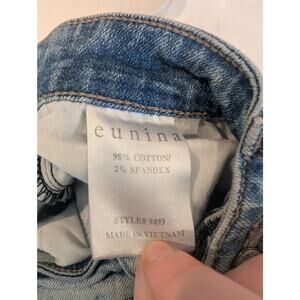 eunina
98% COTTON/
2% SPANDEX
STYLE# 9493
MADE IN VIETNAM